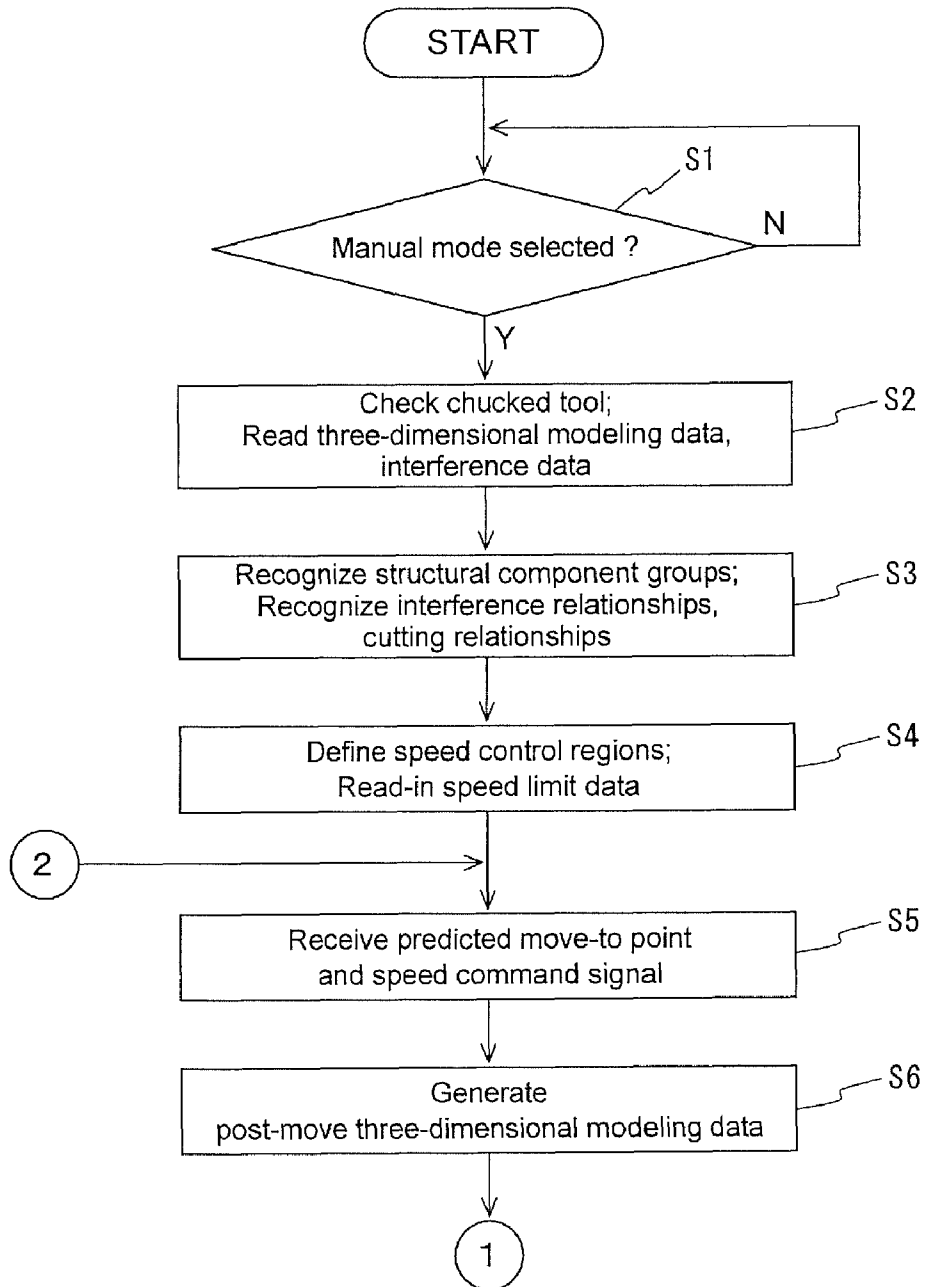 START
S1
Manual mode selected ?
N
Y
Check chucked tool;
Read three-dimensional modeling data,
interference data
S2
Recognize structural component groups;
Recognize interference relationships,
cutting relationships
S3
Define speed control regions;
Read-in speed limit data
S4
2
Receive predicted move-to point
and speed command signal
S5
Generate
post-move three-dimensional modeling data
S6
1